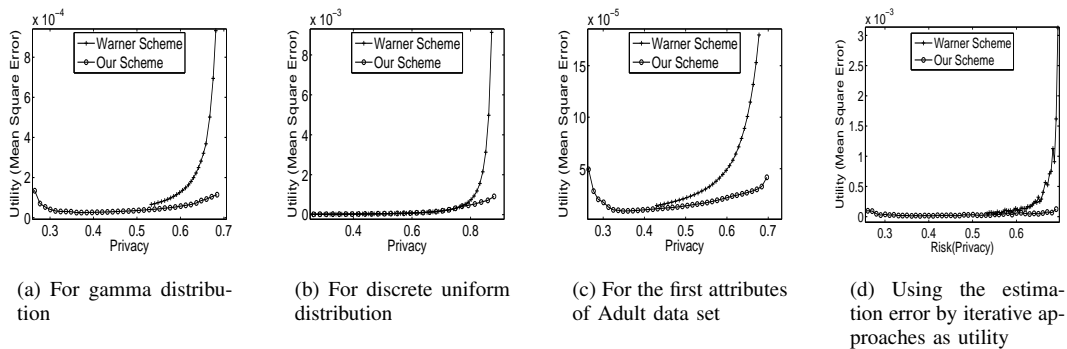 x 10⁻⁴
Utility (Mean Square Error)
8
6
4
2
0
Warner Scheme
Our Scheme
0.3 0.4 0.5 0.6 0.7
Privacy
(a) For gamma distribu-
tion
x 10⁻³
Utility (Mean Square Error)
8
6
4
2
0
Warner Scheme
Our Scheme
0.4 0.6 0.8
Privacy
(b) For discrete uniform
distribution
x 10⁻⁵
Utility (Mean Square Error)
15
10
5
Warner Scheme
Our Scheme
0.3 0.4 0.5 0.6 0.7
Privacy
(c) For the first attributes
of Adult data set
x 10⁻³
Utility (Mean Square Error)
3
2.5
2
1.5
1
0.5
0
Warner Scheme
Our Scheme
0.3 0.4 0.5 0.6
Risk(Privacy)
(d) Using the estima-
tion error by iterative ap-
proaches as utility